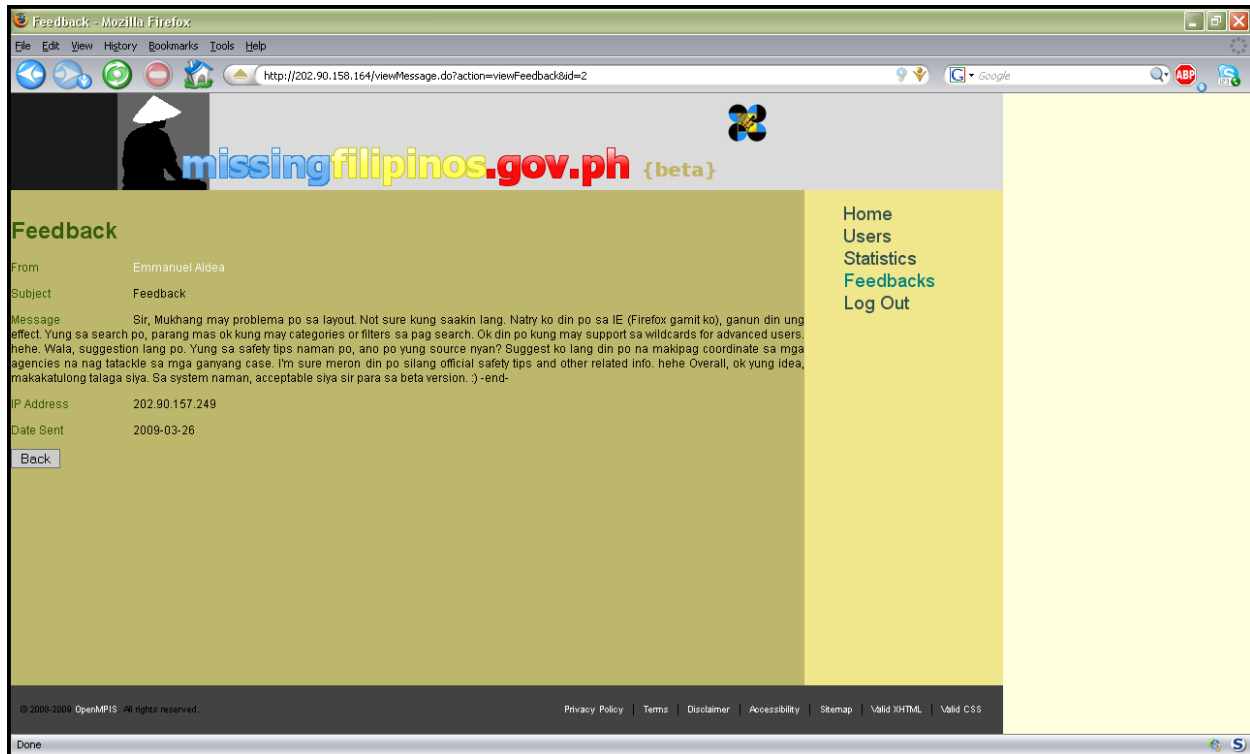 Feedback - Mozilla Firefox
File Edit View History Bookmarks Tools Help
http://202.90.158.164/viewMessage.do?action=viewFeedback&id=2
G Google
ABP
missingfilipinos.gov.ph {beta}
Home
Users
Statistics
Feedbacks
Log Out
Feedback
From Emmanuel Aldea
Subject Feedback
Message Sir, Mukhang may problema po sa layout. Not sure kung saakin lang. Natry ko din po sa IE (Firefox gamit ko), ganun din ung
effect. Yung sa search po, parang mas ok kung may categories or filters sa pag search. Ok din po kung may support sa wildcards for advanced users.
hehe. Wala, suggestion lang po. Yung sa safety tips naman po, ano po yung source nyan? Suggest ko lang din po na makipag coordinate sa mga
agencies na nag tatackle sa mga ganyang case. I'm sure meron din po silang official safety tips and other related info. hehe Overall, ok yung idea,
makakatulong talaga siya. Sa system naman, acceptable siya sir para sa beta version. :) -end-
IP Address 202.90.157.249
Date Sent 2009-03-26
Back
© 2008-2009 OpenMPIS. All rights reserved.
Privacy Policy | Terms | Disclaimer | Accessibility | Sitemap | Valid XHTML | Valid CSS
Done